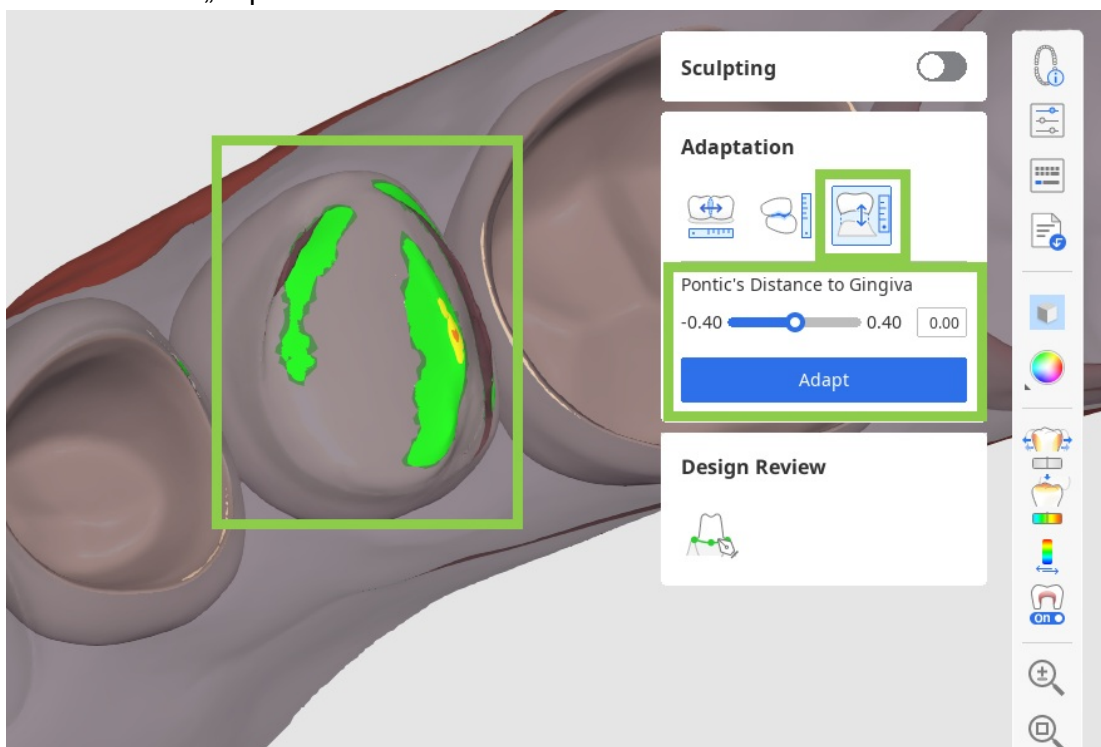 Sculpting
Adaptation
Pontic's Distance to Gingiva
-0.40 0.40 0.00
Adapt
Design Review
On